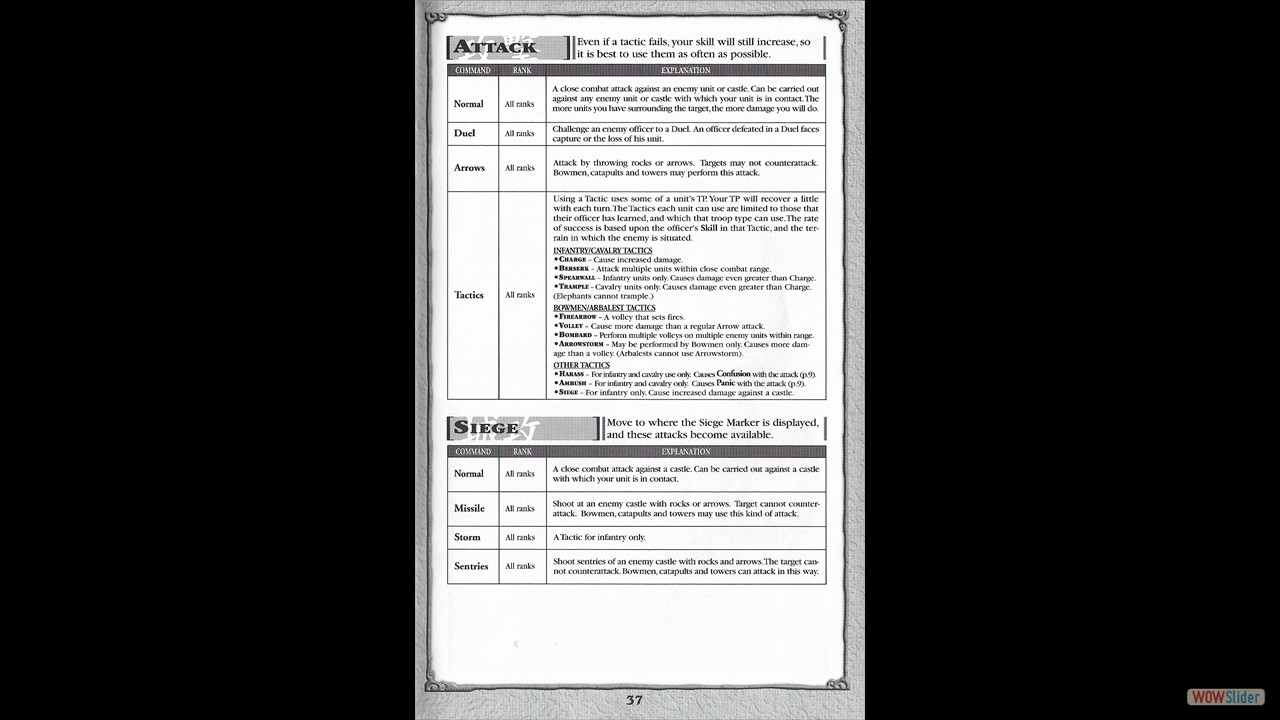 ATTACK
Even if a tactic fails, your skill will still increase, so
it is best to use them as often as possible.
COMMAND RANK EXPLANATION
Normal All ranks
A close combat attack against an enemy unit or castle. Can be carried out
against any enemy unit or castle with which your unit is in contact. The
more units you have surrounding the target, the more damage you will do.
Duel All ranks
Challenge an enemy officer to a Duel. An officer defeated in a Duel faces
capture or the loss of his unit.
Arrows All ranks
Attack by throwing rocks or arrows. Targets may not counterattack.
Bowmen, catapults and towers may perform this attack.
Tactics All ranks
Using a Tactic uses some of a unit's TP. Your TP will recover a little
with each turn. The Tactics each unit can use are limited to those that
their officer has learned, and which that troop type can use. The rate
of success is based upon the officer's Skill in that Tactic, and the ter-
rain in which the enemy is situated.
INFANTRY/CAVALRY TACTICS
•CHARGE – Cause increased damage.
•BERSERK – Attack multiple units within close combat range.
•SPEARWALL – Infantry units only. Causes damage even greater than Charge.
•TRAMPLE – Cavalry units only. Causes damage even greater than Charge.
(Elephants cannot trample.)
BOWMEN/ARBALEST TACTICS
•FIREARROW – A volley that sets fires.
•VOLLEY – Cause more damage than a regular Arrow attack.
•BOMBARD – Perform multiple volleys on multiple enemy units within range.
•ARROWSTORM – May be performed by Bowmen only. Causes more dam-
age than a volley. (Arbalests cannot use Arrowstorm).
OTHER TACTICS
•HARASS – For infantry and cavalry use only. Causes Confusion with the attack (p.9).
•AMBUSH – For infantry and cavalry only. Causes Panic with the attack (p.9).
•SIEGE – For infantry only. Cause increased damage against a castle.
SIEGE
Move to where the Siege Marker is displayed,
and these attacks become available.
COMMAND RANK EXPLANATION
Normal All ranks
A close combat attack against a castle. Can be carried out against a castle
with which your unit is in contact.
Missile All ranks
Shoot at an enemy castle with rocks or arrows. Target cannot counter-
attack. Bowmen, catapults and towers may use this kind of attack.
Storm All ranks
A Tactic for infantry only.
Sentries All ranks
Shoot sentries of an enemy castle with rocks and arrows. The target can-
not counterattack. Bowmen, catapults and towers can attack in this way.
37
WOWSlider